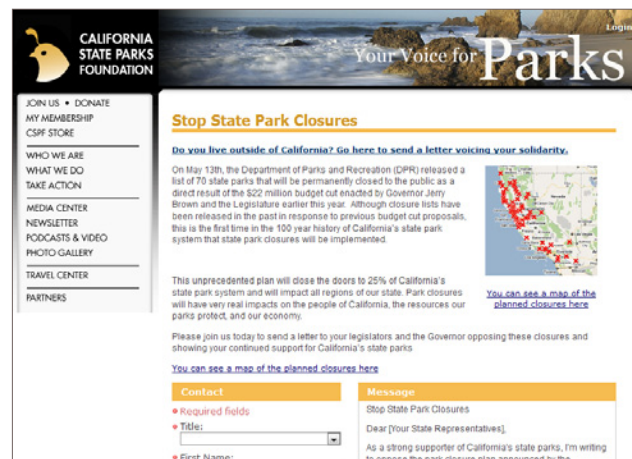 Login
CALIFORNIA
STATE PARKS
FOUNDATION
Your Voice for Parks
JOIN US • DONATE
MY MEMBERSHIP
CSPF STORE
WHO WE ARE
WHAT WE DO
TAKE ACTION
MEDIA CENTER
NEWSLETTER
PODCASTS & VIDEO
PHOTO GALLERY
TRAVEL CENTER
PARTNERS
Stop State Park Closures
Do you live outside of California? Go here to send a letter voicing your solidarity.
On May 13th, the Department of Parks and Recreation (DPR) released a
list of 70 state parks that will be permanently closed to the public as a
direct result of the $22 million budget cut enacted by Governor Jerry
Brown and the Legislature earlier this year. Although closure lists have
been released in the past in response to previous budget cut proposals,
this is the first time in the 100 year history of California's state park
system that state park closures will be implemented.
This unprecedented plan will close the doors to 25% of California's
state park system and will impact all regions of our state. Park closures
will have very real impacts on the people of California, the resources our
parks protect, and our economy.
You can see a map of the
planned closures here
Please join us today to send a letter to your legislators and the Governor opposing these closures and
showing your continued support for California's state parks
You can see a map of the planned closures here
Contact
Required fields
Title:
First Name:
Message
Stop State Park Closures
Dear [Your State Representatives],
As a strong supporter of California's state parks, I'm writing
to oppose the park closure plan announced by the